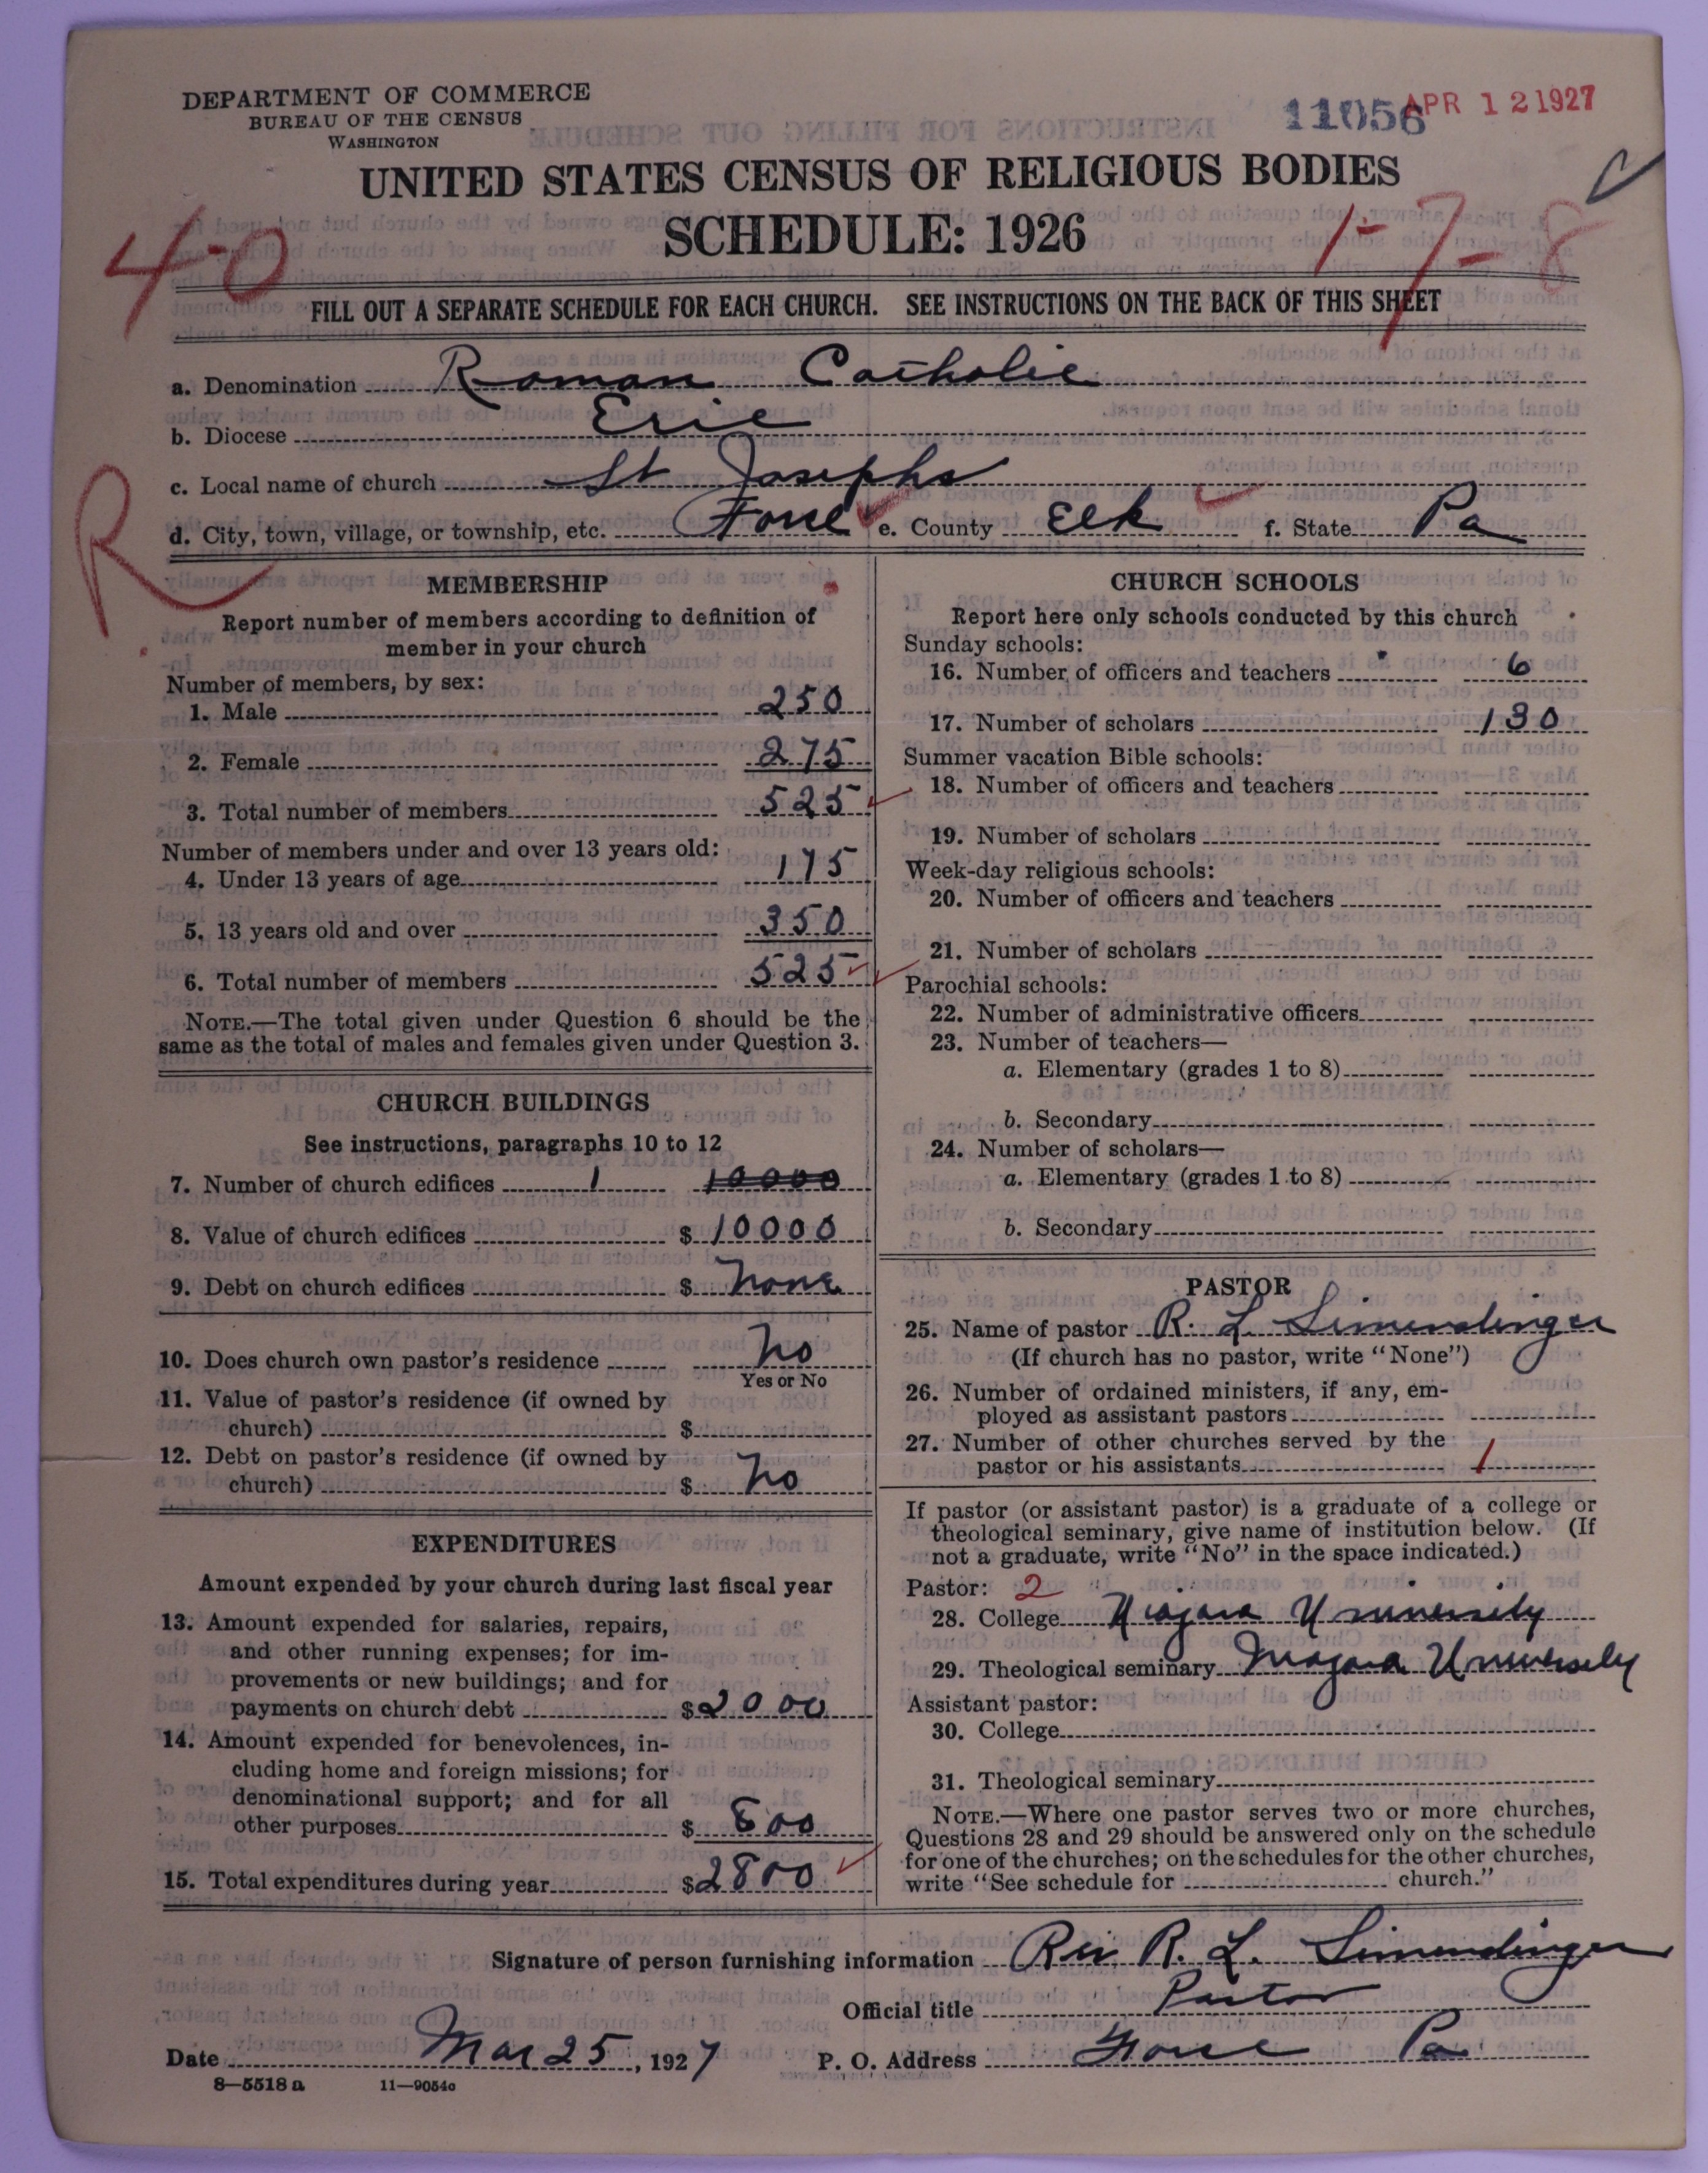 DEPARTMENT OF COMMERCE
BUREAU OF THE CENSUS
WASHINGTON
11056
APR 12 1927
UNITED STATES CENSUS OF RELIGIOUS BODIES
SCHEDULE: 1926
4-0
1-7-8
FILL OUT A SEPARATE SCHEDULE FOR EACH CHURCH. SEE INSTRUCTIONS ON THE BACK OF THIS SHEET
a. Denomination Roman Catholic
b. Diocese Erie
c. Local name of church St Josephs
d. City, town, village, or township, etc. Force e. County Elk f. State Pa
R
MEMBERSHIP
Report number of members according to definition of
member in your church
Number of members, by sex:
1. Male 250
2. Female 275
3. Total number of members 525
Number of members under and over 13 years old:
4. Under 13 years of age 175
5. 13 years old and over 350
6. Total number of members 525
NOTE.—The total given under Question 6 should be the
same as the total of males and females given under Question 3.
CHURCH BUILDINGS
See instructions, paragraphs 10 to 12
7. Number of church edifices 1 10000
8. Value of church edifices $ 10000
9. Debt on church edifices $ none
10. Does church own pastor's residence No
Yes or No
11. Value of pastor's residence (if owned by
church) $
12. Debt on pastor's residence (if owned by
church) $ no
EXPENDITURES
Amount expended by your church during last fiscal year
13. Amount expended for salaries, repairs,
and other running expenses; for im-
provements or new buildings; and for
payments on church debt $ 2000
14. Amount expended for benevolences, in-
cluding home and foreign missions; for
denominational support; and for all
other purposes $ 800
15. Total expenditures during year $ 2800
CHURCH SCHOOLS
Report here only schools conducted by this church
Sunday schools:
16. Number of officers and teachers 6
17. Number of scholars 130
Summer vacation Bible schools:
18. Number of officers and teachers
19. Number of scholars
Week-day religious schools:
20. Number of officers and teachers
21. Number of scholars
Parochial schools:
22. Number of administrative officers
23. Number of teachers—
a. Elementary (grades 1 to 8)
b. Secondary
24. Number of scholars—
a. Elementary (grades 1 to 8)
b. Secondary
PASTOR
25. Name of pastor R. L. Simendinger
(If church has no pastor, write "None")
26. Number of ordained ministers, if any, em-
ployed as assistant pastors
27. Number of other churches served by the
pastor or his assistants 1
If pastor (or assistant pastor) is a graduate of a college or
theological seminary, give name of institution below. (If
not a graduate, write "No" in the space indicated.)
Pastor: 2
28. College Niagara University
29. Theological seminary Niagara University
Assistant pastor:
30. College
31. Theological seminary
NOTE.—Where one pastor serves two or more churches,
Questions 28 and 29 should be answered only on the schedule
for one of the churches; on the schedules for the other churches,
write "See schedule for church."
Signature of person furnishing information Rev. R. L. Simendinger
Official title Pastor
Date Mar 25, 1927 P. O. Address Force Pa
8—5518 a 11—9054c